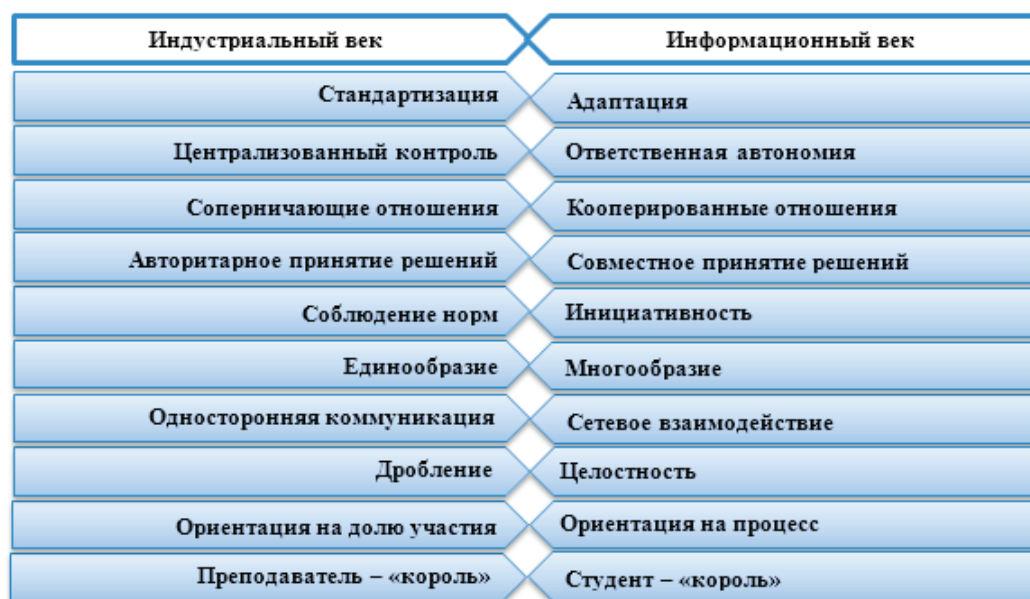 Индустриальный век
Информационный век
Стандартизация
Адаптация
Централизованный контроль
Ответственная автономия
Соперничающие отношения
Кооперированные отношения
Авторитарное принятие решений
Совместное принятие решений
Соблюдение норм
Инициативность
Единообразие
Многообразие
Односторонняя коммуникация
Сетевое взаимодействие
Дробление
Целостность
Ориентация на долю участия
Ориентация на процесс
Преподаватель – «король»
Студент – «король»